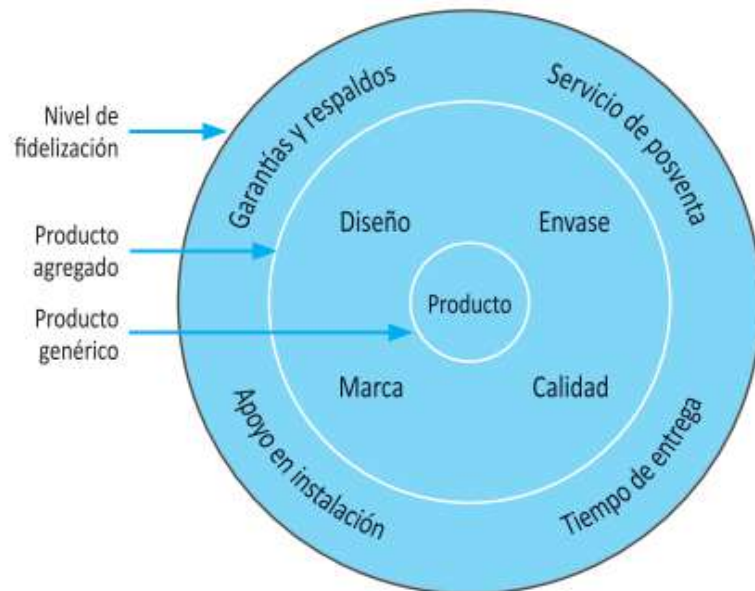 Nivel de
fidelización
Producto
agregado
Producto
genérico
Garantías y respaldos
Servicio de posventa
Diseño
Envase
Producto
Marca
Calidad
Apoyo en instalación
Tiempo de entrega